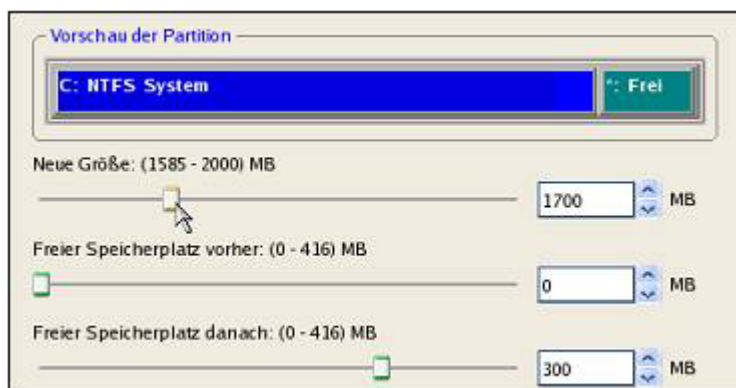 Vorschau der Partition
C: NTFS System
*: Frei
Neue Größe: (1585 - 2000) MB
1700 MB
Freier Speicherplatz vorher: (0 - 416) MB
0 MB
Freier Speicherplatz danach: (0 - 416) MB
300 MB